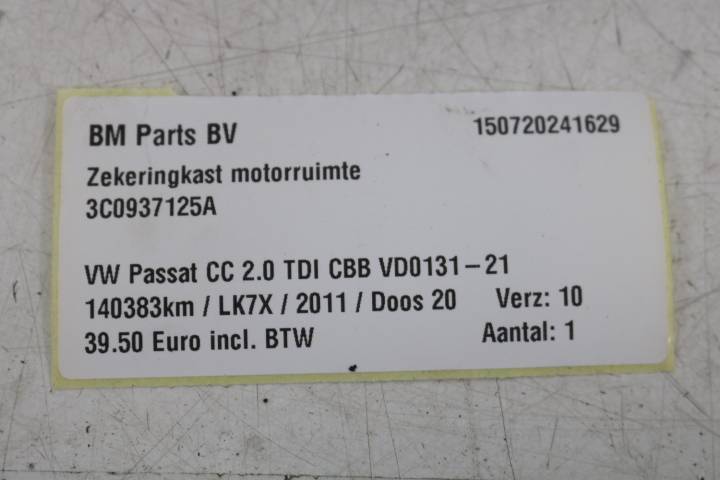 BM Parts BV 150720241629
Zekeringkast motorruimte
3C0937125A
VW Passat CC 2.0 TDI CBB VD0131-21
140383km / LK7X / 2011 / Doos 20 Verz: 10
39.50 Euro incl. BTW Aantal: 1